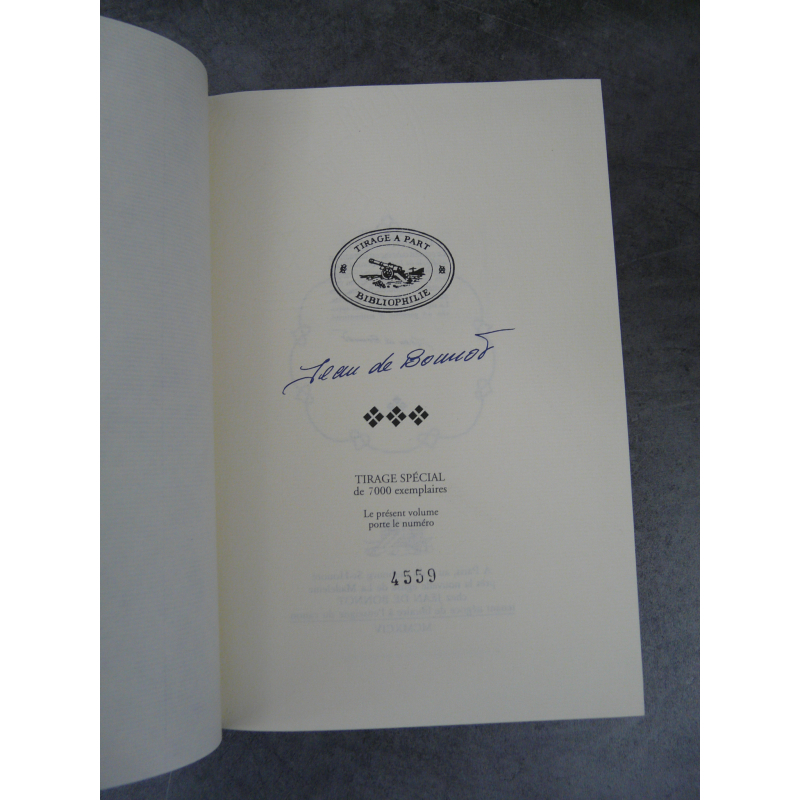 TIRAGE A PART
BIBLIOPHILIE
Jean de Bonnot
TIRAGE SPÉCIAL
de 7000 exemplaires
Le présent volume
porte le numéro
4559